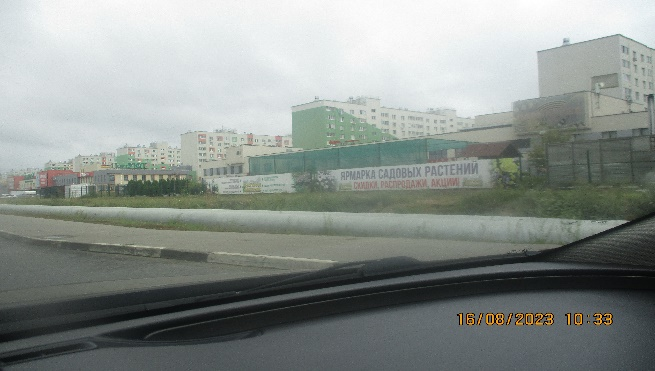 ЯРМАРКА САДОВЫХ РАСТЕНИЙ
СКИДКИ, РАСПРОДАЖИ, АКЦИИ!
16/08/2023 10:33